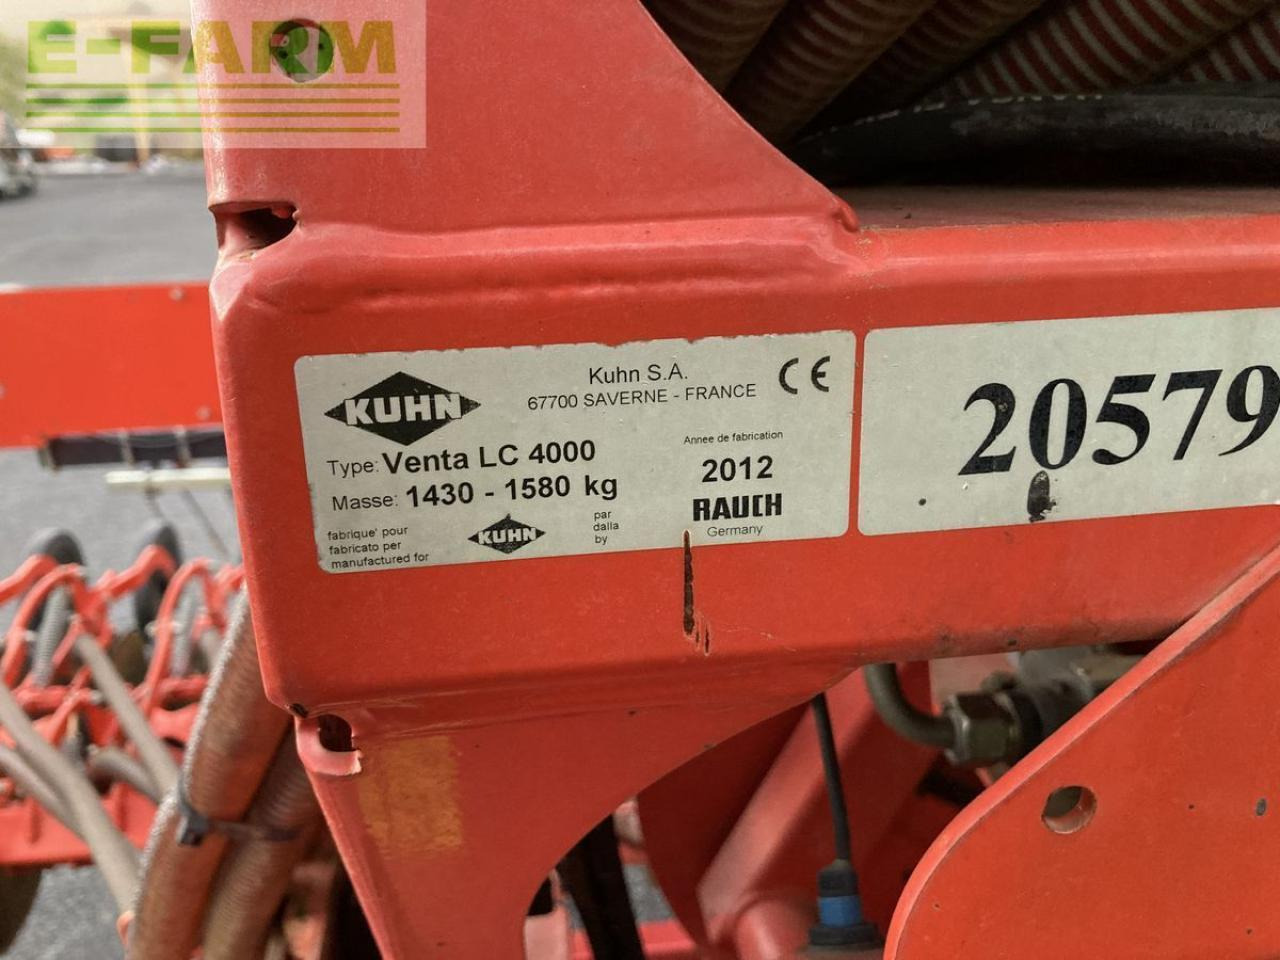 E-FARM
KUHN
Kuhn S.A.
67700 SAVERNE - FRANCE
CE
Type: Venta LC 4000
Masse: 1430 - 1580 kg
Annee de fabrication
2012
fabrique' pour
fabricato per
manufactured for
KUHN
par
dalla
by
RAUCH
Germany
20579